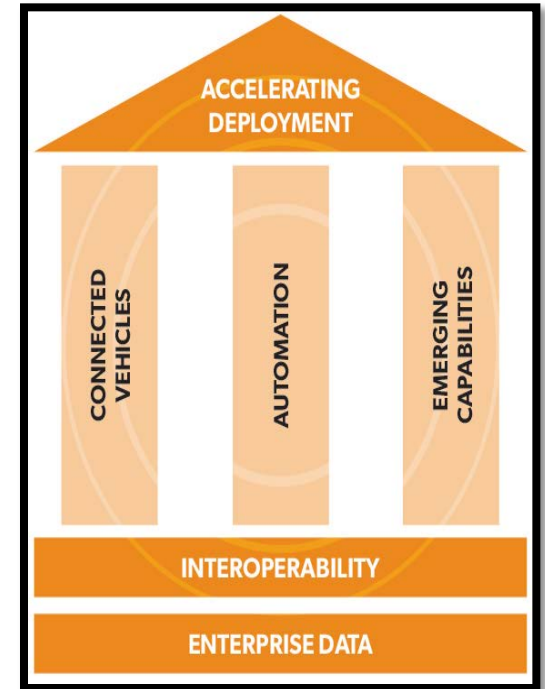 ACCELERATING
DEPLOYMENT
CONNECTED
VEHICLES
AUTOMATION
EMERGING
CAPABILITIES
INTEROPERABILITY
ENTERPRISE DATA